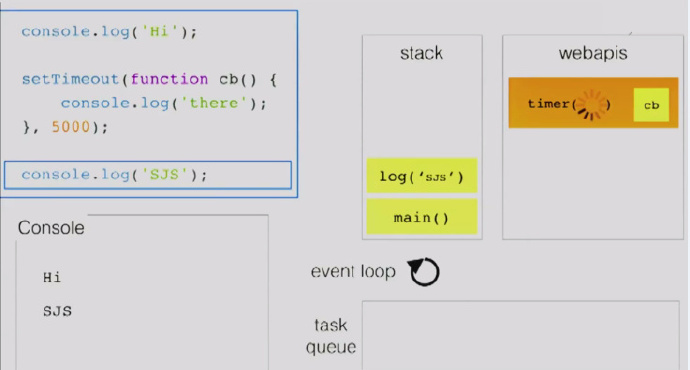 console.log('Hi');
setTimeout(function cb() {
    console.log('there');
}, 5000);
console.log('SJS');
Console
Hi
SJS
stack
log('SJS')
main()
webapis
timer( )
cb
event loop
task
queue